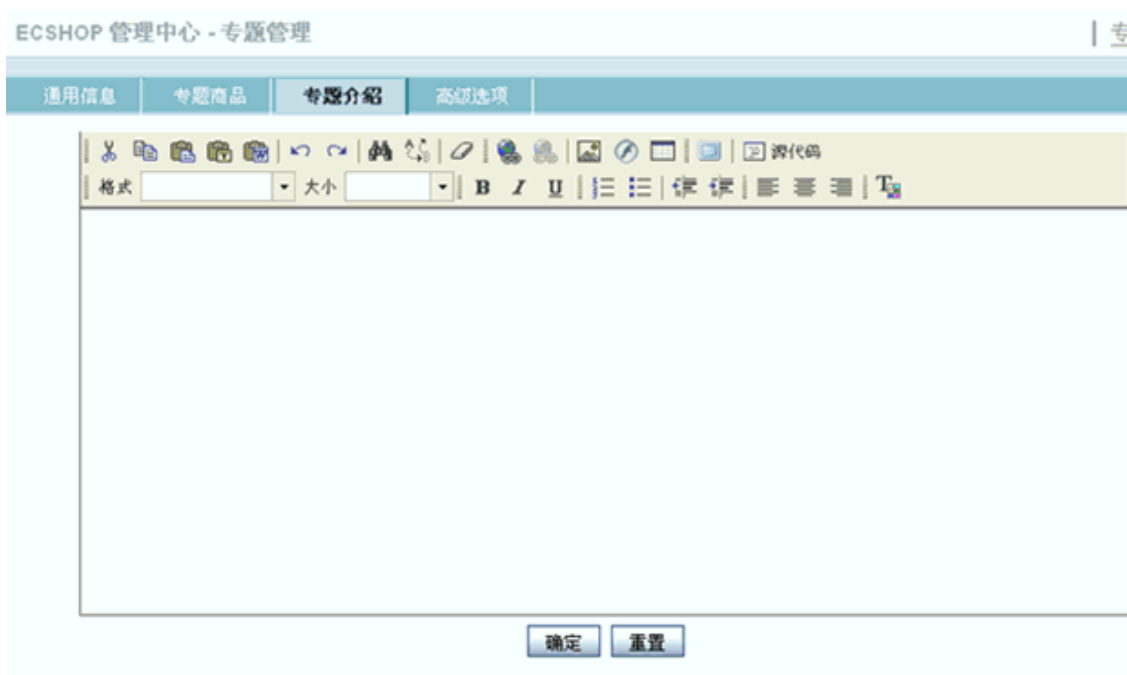 ECSHOP 管理中心 - 专题管理
通用信息 专题商品 专题介绍 高级选项
源代码
格式 大小 B I U
确定 重置